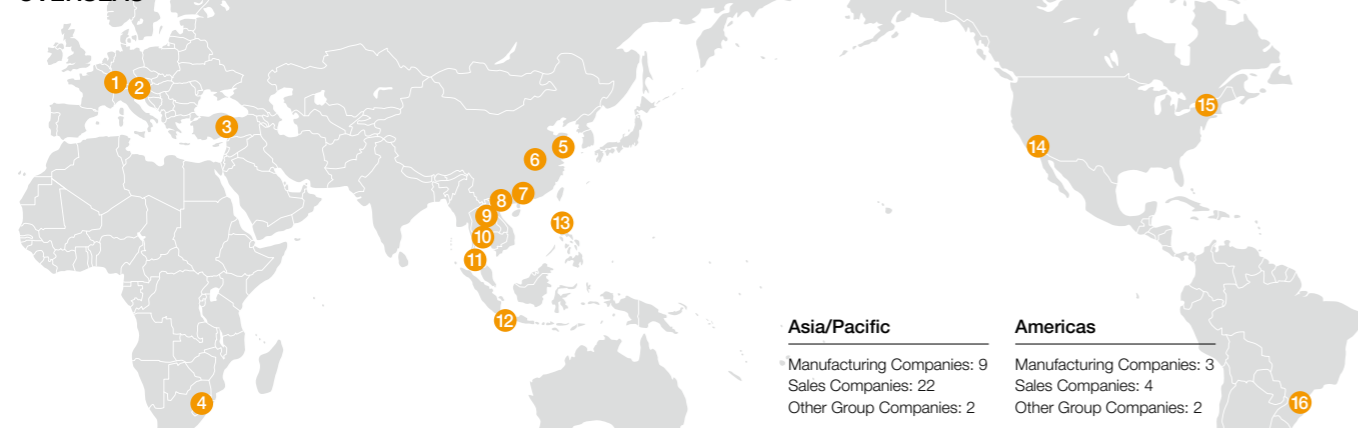 1
2
3
5
15
14
6
7
8
9
13
10
11
12
Asia/Pacific
Manufacturing Companies: 9
Sales Companies: 22
Other Group Companies: 2
Americas
Manufacturing Companies: 3
Sales Companies: 4
Other Group Companies: 2
4
16